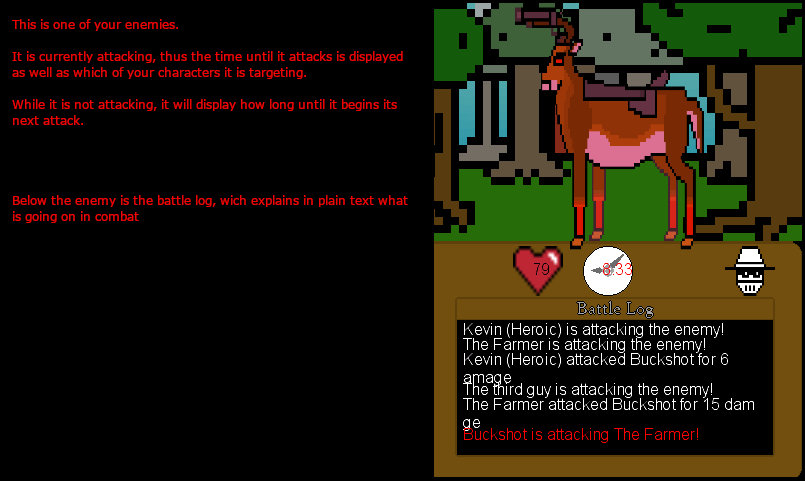 This is one of your enemies.
It is currently attacking, thus the time until it attacks is displayed
as well as which of your characters it is targeting.
While it is not attacking, it will display how long until it begins its
next attack.
Below the enemy is the battle log, wich explains in plain text what
is going on in combat
79
8.33
Battle Log
Kevin (Heroic) is attacking the enemy!
The Farmer is attacking the enemy!
Kevin (Heroic) attacked Buckshot for 6
amage
The third guy is attacking the enemy!
The Farmer attacked Buckshot for 15 dam
ge
Buckshot is attacking The Farmer!